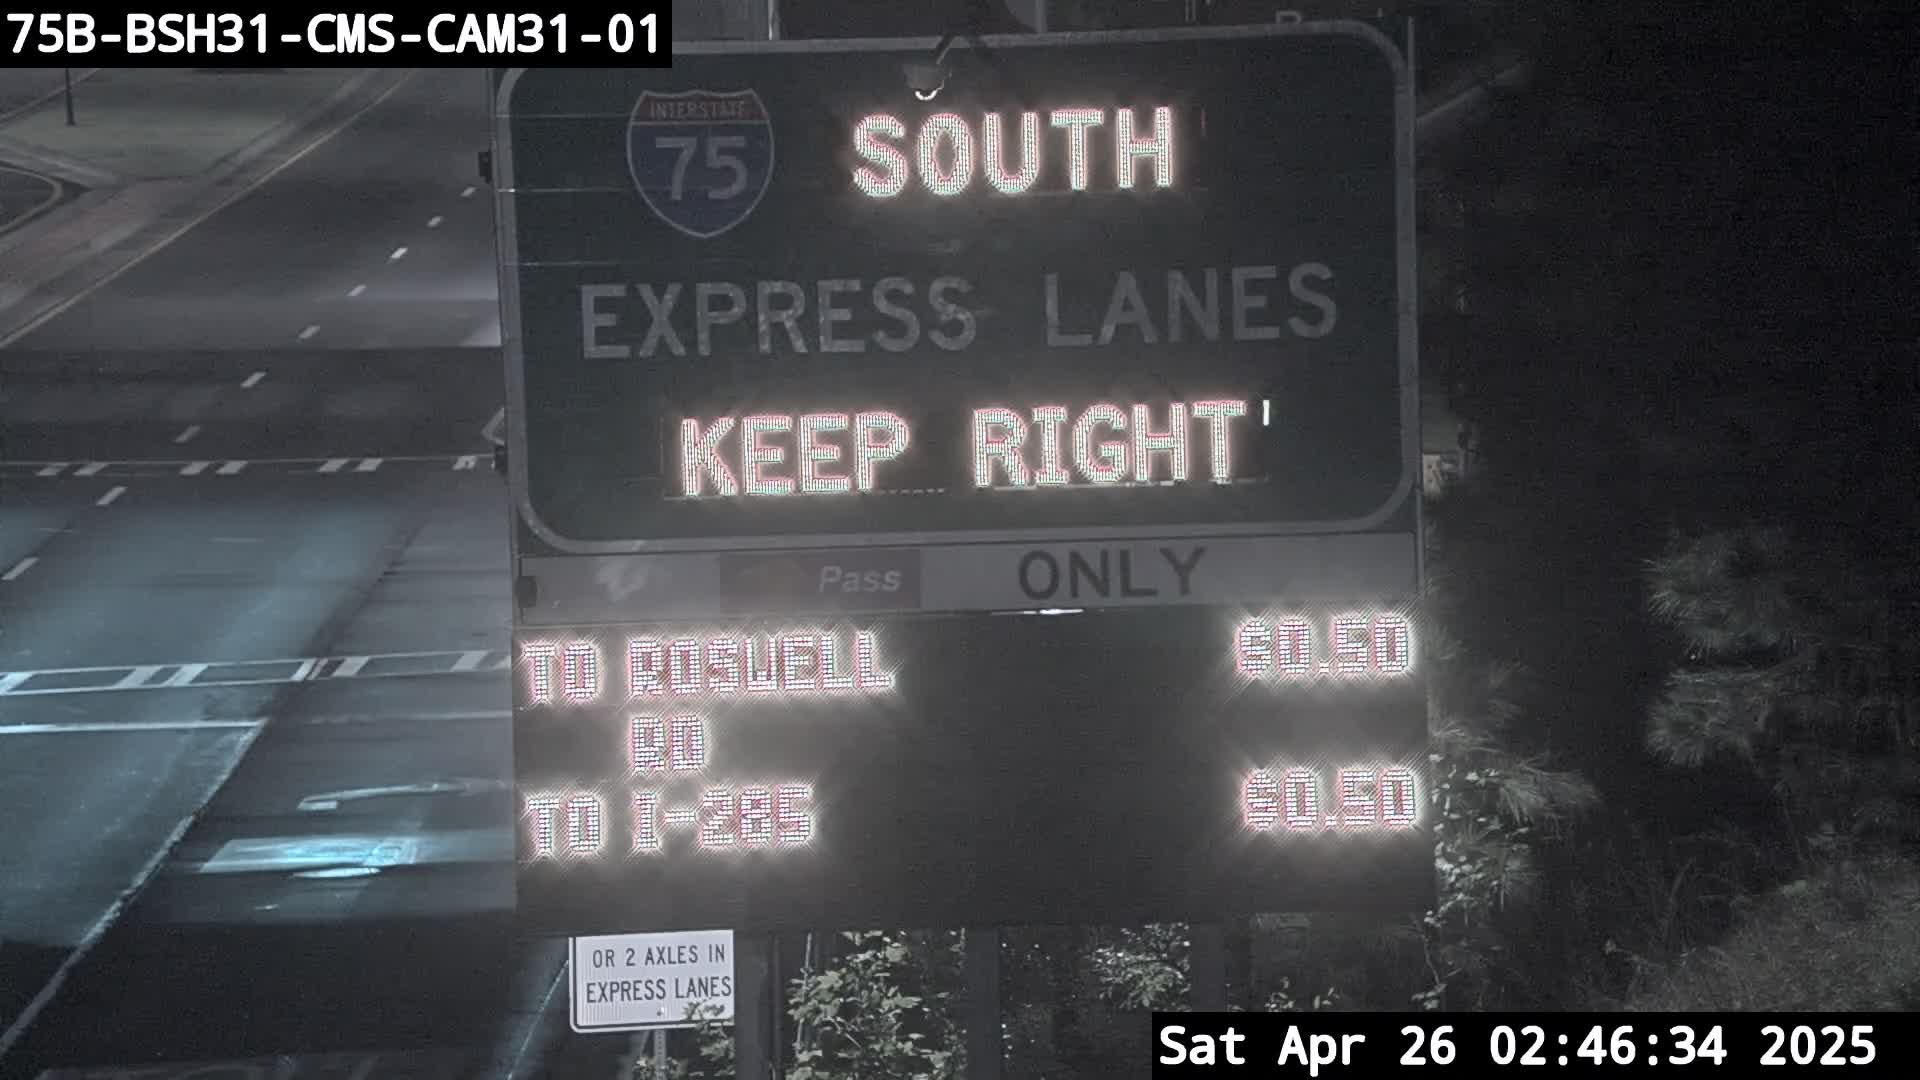 75B-BSH31-CMS-CAM31-01
INTERSTATE
75
SOUTH
EXPRESS LANES
KEEP RIGHT
Pass ONLY
TO ROSWELL $0.50
RD
TO I-285 $0.50
OR 2 AXLES IN
EXPRESS LANES
Sat Apr 26 02:46:34 2025